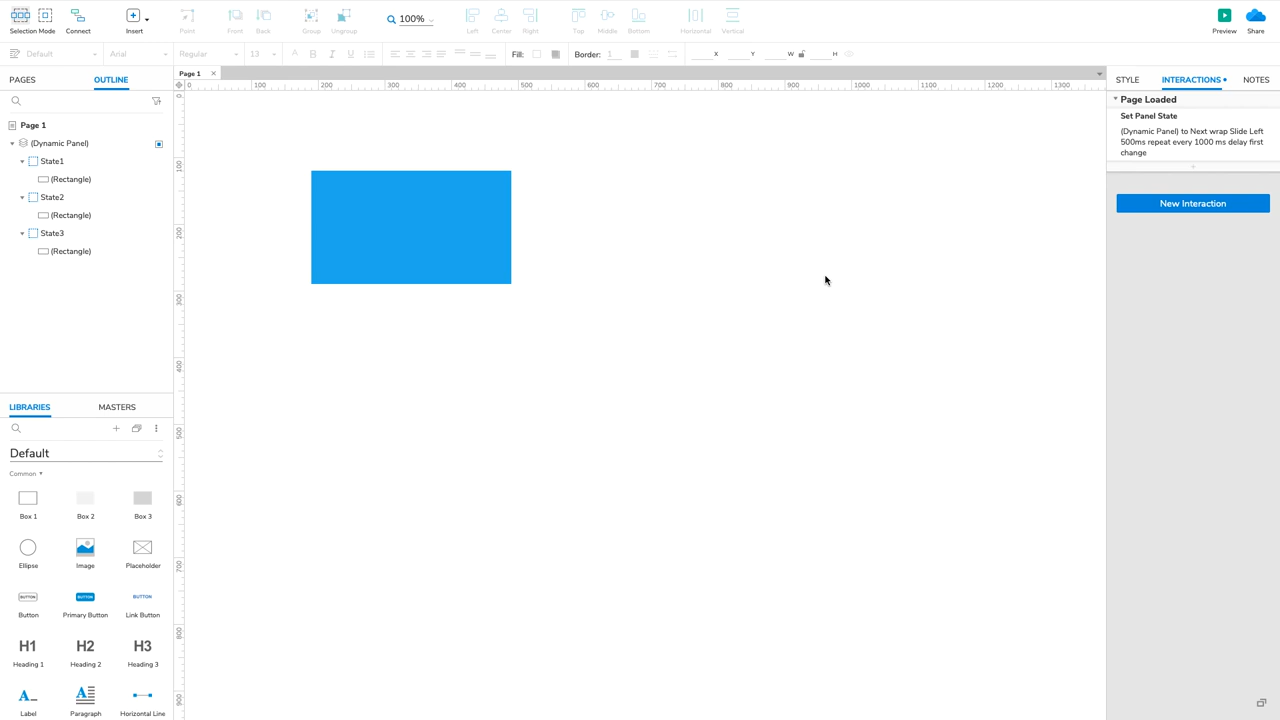 Selection Mode
Connect
Insert
Point
Front
Back
Group
Ungroup
100%
Left
Center
Right
Top
Middle
Bottom
Horizontal
Vertical
Preview
Share
Default
Arial
Regular
13
Fill:
Border:
1
X
Y
W
H
PAGES
OUTLINE
Page 1
(Dynamic Panel)
State1
(Rectangle)
State2
(Rectangle)
State3
(Rectangle)
LIBRARIES
MASTERS
Default
Common
Box 1
Box 2
Box 3
Ellipse
Image
Placeholder
BUTTON
BUTTON
BUTTON
Button
Primary Button
Link Button
H1
H2
H3
Heading 1
Heading 2
Heading 3
A
A
Label
Paragraph
Horizontal Line
Page 1
0
100
200
300
400
500
600
700
800
900
1000
1100
1200
1300
0
100
200
300
400
500
600
700
800
900
STYLE
INTERACTIONS
NOTES
Page Loaded
Set Panel State
(Dynamic Panel) to Next wrap Slide Left
500ms repeat every 1000 ms delay first
change
New Interaction